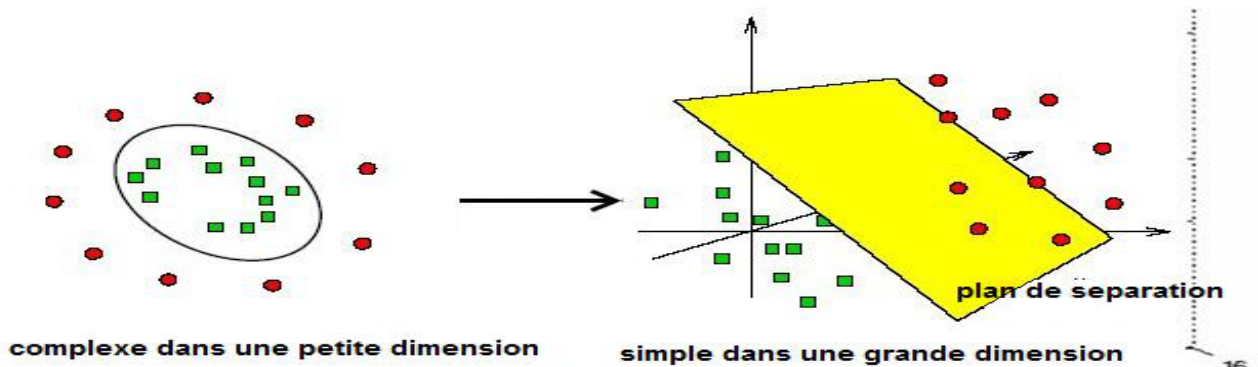 plan de separation
complexe dans une petite dimension
simple dans une grande dimension